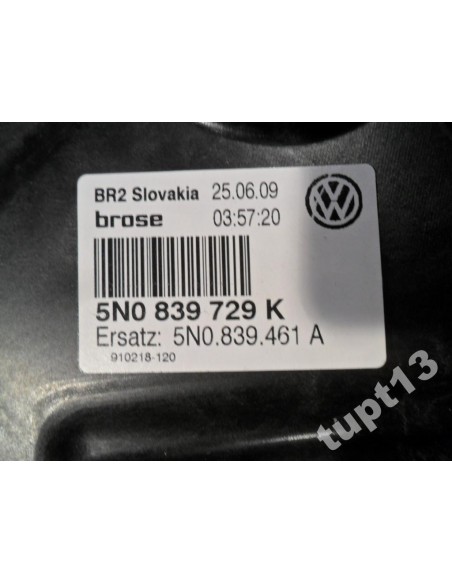 BR2 Slovakia 25.06.09
brose 03:57:20
5N0 839 729 K
Ersatz: 5N0.839.461 A
910218-120
tupt13